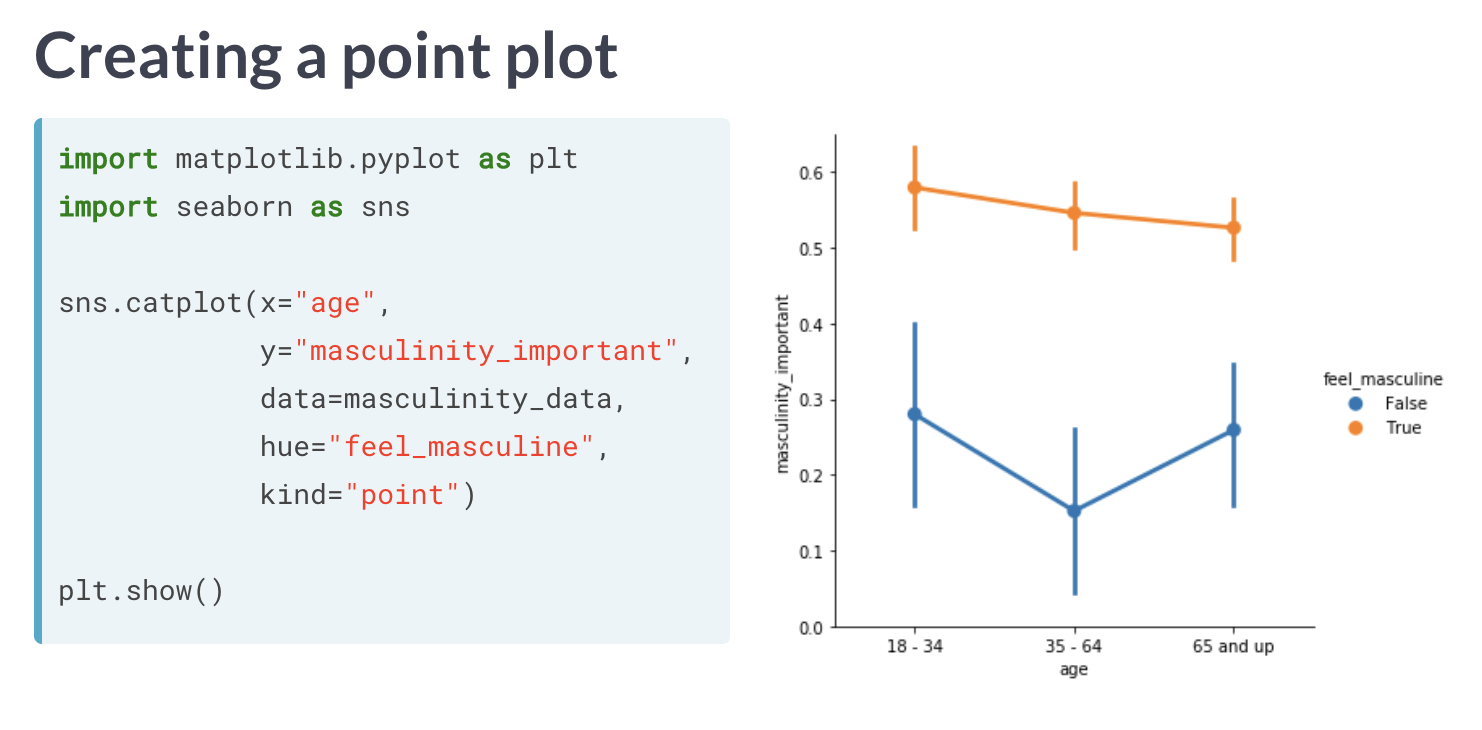 Creating a point plot
import matplotlib.pyplot as plt
import seaborn as sns
sns.catplot(x="age",
y="masculinity_important",
data=masculinity_data,
hue="feel_masculine",
kind="point")
plt.show()
masculinity_important
0.6
0.5
0.4
0.3
0.2
0.1
0.0
18 - 34
35 - 64
65 and up
age
feel_masculine
False
True